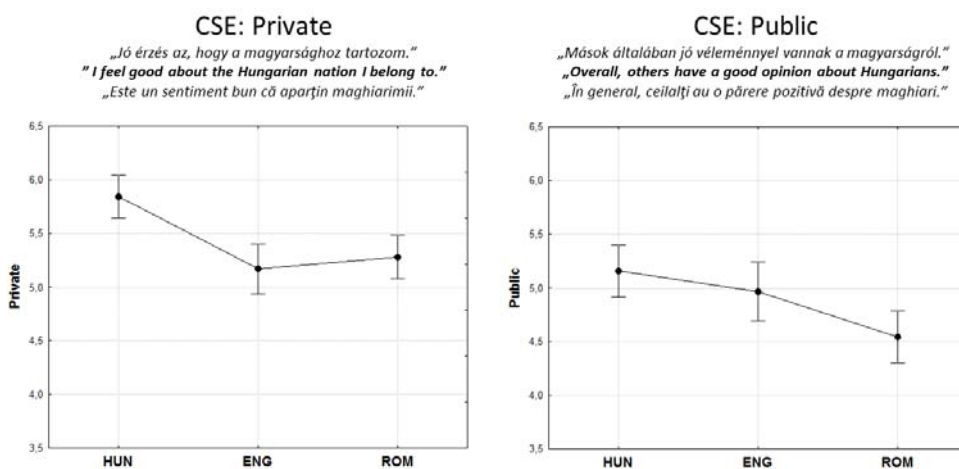 CSE: Private
„Jó érzés az, hogy a magyarsághoz tartozom.”
” I feel good about the Hungarian nation I belong to.”
„Este un sentiment bun că aparțin maghiarimii.”
6,5
6,0
5,5
5,0
4,5
4,0
3,5
Private
HUN ENG ROM
CSE: Public
„Mások általában jó véleménnyel vannak a magyarságról.”
„Overall, others have a good opinion about Hungarians.”
„În general, ceilalți au o părere pozitivă despre maghiari.”
6,5
6,0
5,5
5,0
4,5
4,0
3,5
Public
HUN ENG ROM